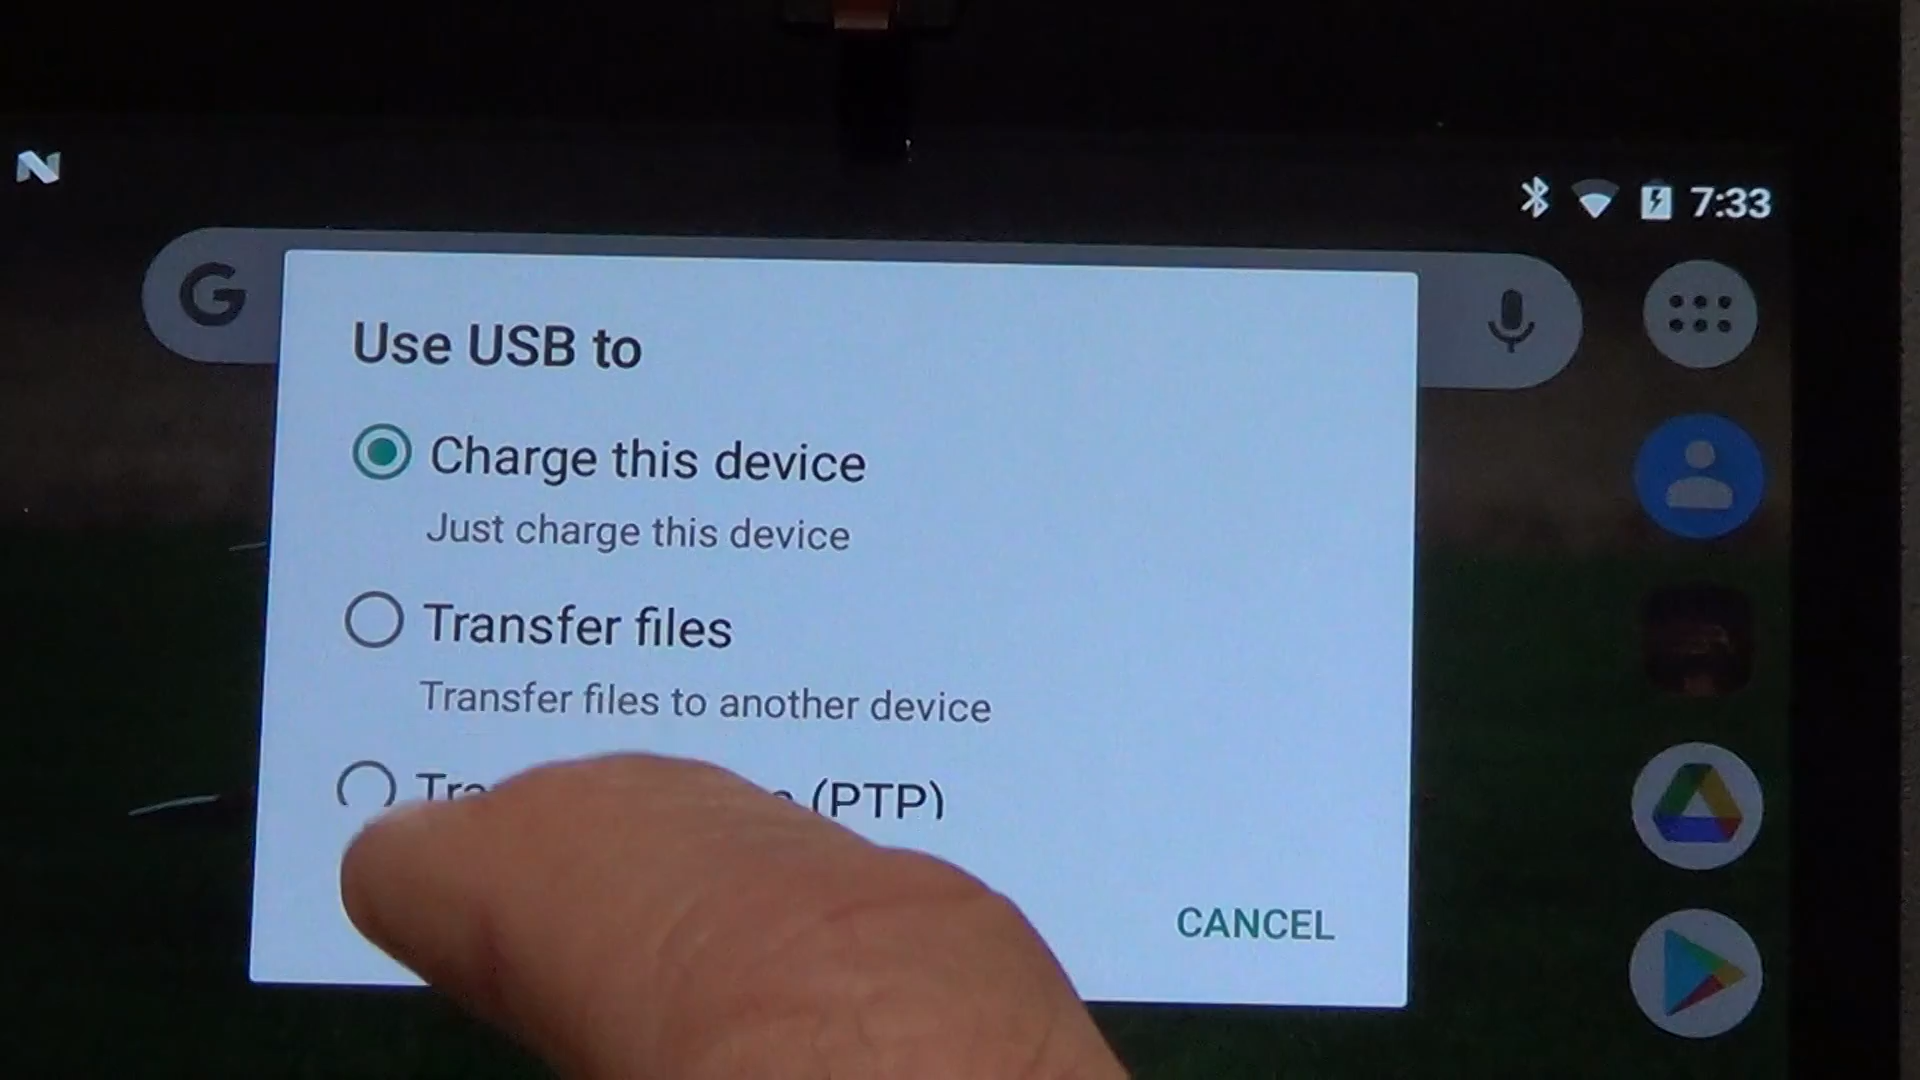 7:33
G
Use USB to
Charge this device
Just charge this device
Transfer files
Transfer files to another device
(PTP)
CANCEL